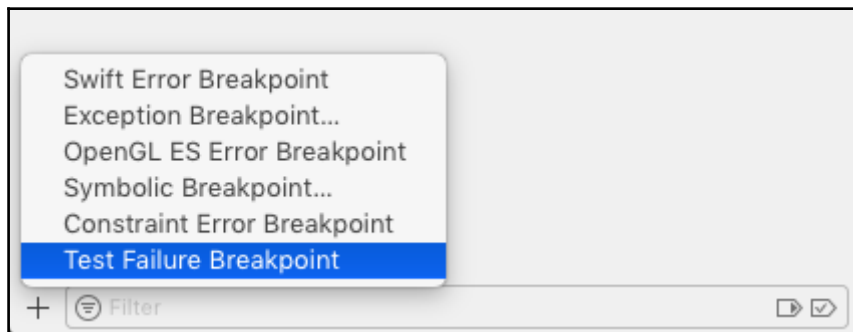 Swift Error Breakpoint
Exception Breakpoint...
OpenGL ES Error Breakpoint
Symbolic Breakpoint...
Constraint Error Breakpoint
Test Failure Breakpoint
Filter